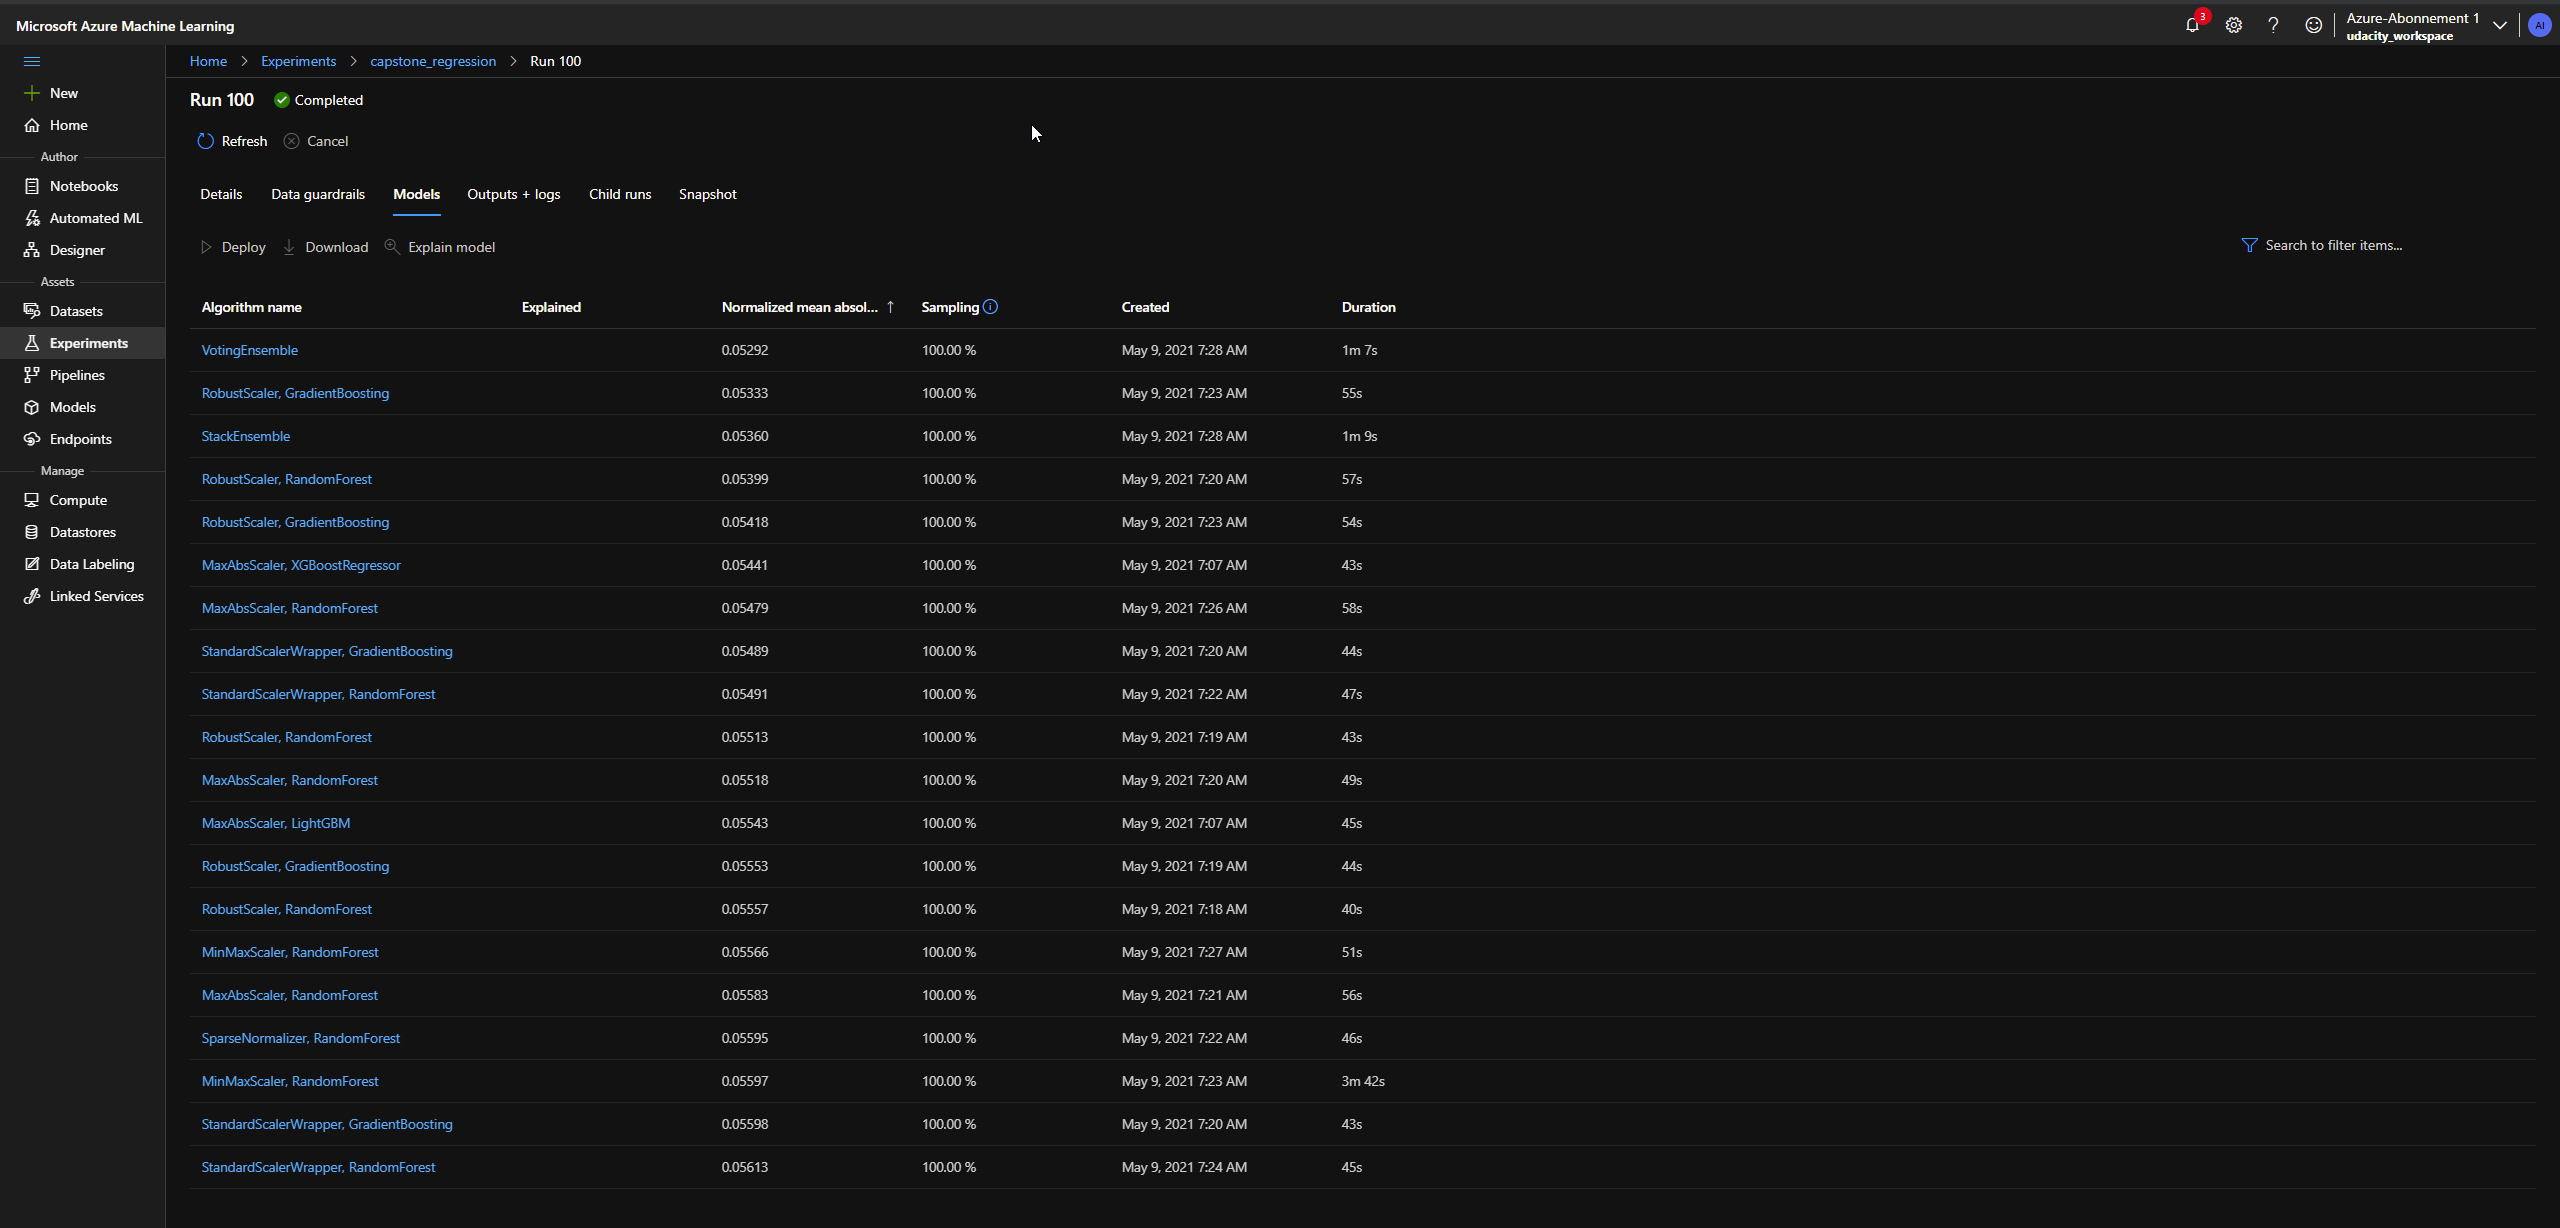 Microsoft Azure Machine Learning
3
Azure-Abonnement 1
udacity_workspace
AI
Home > Experiments > capstone_regression > Run 100
New
Home
Author
Notebooks
Automated ML
Designer
Assets
Datasets
Experiments
Pipelines
Models
Endpoints
Manage
Compute
Datastores
Data Labeling
Linked Services
Run 100 Completed
Refresh Cancel
Details Data guardrails Models Outputs + logs Child runs Snapshot
Deploy Download Explain model Search to filter items...
Algorithm name Explained Normalized mean absol... ↑ Sampling Created Duration
VotingEnsemble 0.05292 100.00 % May 9, 2021 7:28 AM 1m 7s
RobustScaler, GradientBoosting 0.05333 100.00 % May 9, 2021 7:23 AM 55s
StackEnsemble 0.05360 100.00 % May 9, 2021 7:28 AM 1m 9s
RobustScaler, RandomForest 0.05399 100.00 % May 9, 2021 7:20 AM 57s
RobustScaler, GradientBoosting 0.05418 100.00 % May 9, 2021 7:23 AM 54s
MaxAbsScaler, XGBoostRegressor 0.05441 100.00 % May 9, 2021 7:07 AM 43s
MaxAbsScaler, RandomForest 0.05479 100.00 % May 9, 2021 7:26 AM 58s
StandardScalerWrapper, GradientBoosting 0.05489 100.00 % May 9, 2021 7:20 AM 44s
StandardScalerWrapper, RandomForest 0.05491 100.00 % May 9, 2021 7:22 AM 47s
RobustScaler, RandomForest 0.05513 100.00 % May 9, 2021 7:19 AM 43s
MaxAbsScaler, RandomForest 0.05518 100.00 % May 9, 2021 7:20 AM 49s
MaxAbsScaler, LightGBM 0.05543 100.00 % May 9, 2021 7:07 AM 45s
RobustScaler, GradientBoosting 0.05553 100.00 % May 9, 2021 7:19 AM 44s
RobustScaler, RandomForest 0.05557 100.00 % May 9, 2021 7:18 AM 40s
MinMaxScaler, RandomForest 0.05566 100.00 % May 9, 2021 7:27 AM 51s
MaxAbsScaler, RandomForest 0.05583 100.00 % May 9, 2021 7:21 AM 56s
SparseNormalizer, RandomForest 0.05595 100.00 % May 9, 2021 7:22 AM 46s
MinMaxScaler, RandomForest 0.05597 100.00 % May 9, 2021 7:23 AM 3m 42s
StandardScalerWrapper, GradientBoosting 0.05598 100.00 % May 9, 2021 7:20 AM 43s
StandardScalerWrapper, RandomForest 0.05613 100.00 % May 9, 2021 7:24 AM 45s